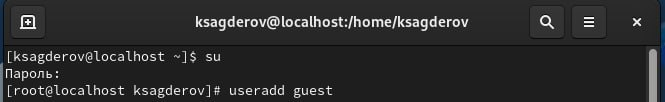 ksagderov@localhost:/home/ksagderov
[ksagderov@localhost ~]$ su
Пароль:
[root@localhost ksagderov]# useradd guest